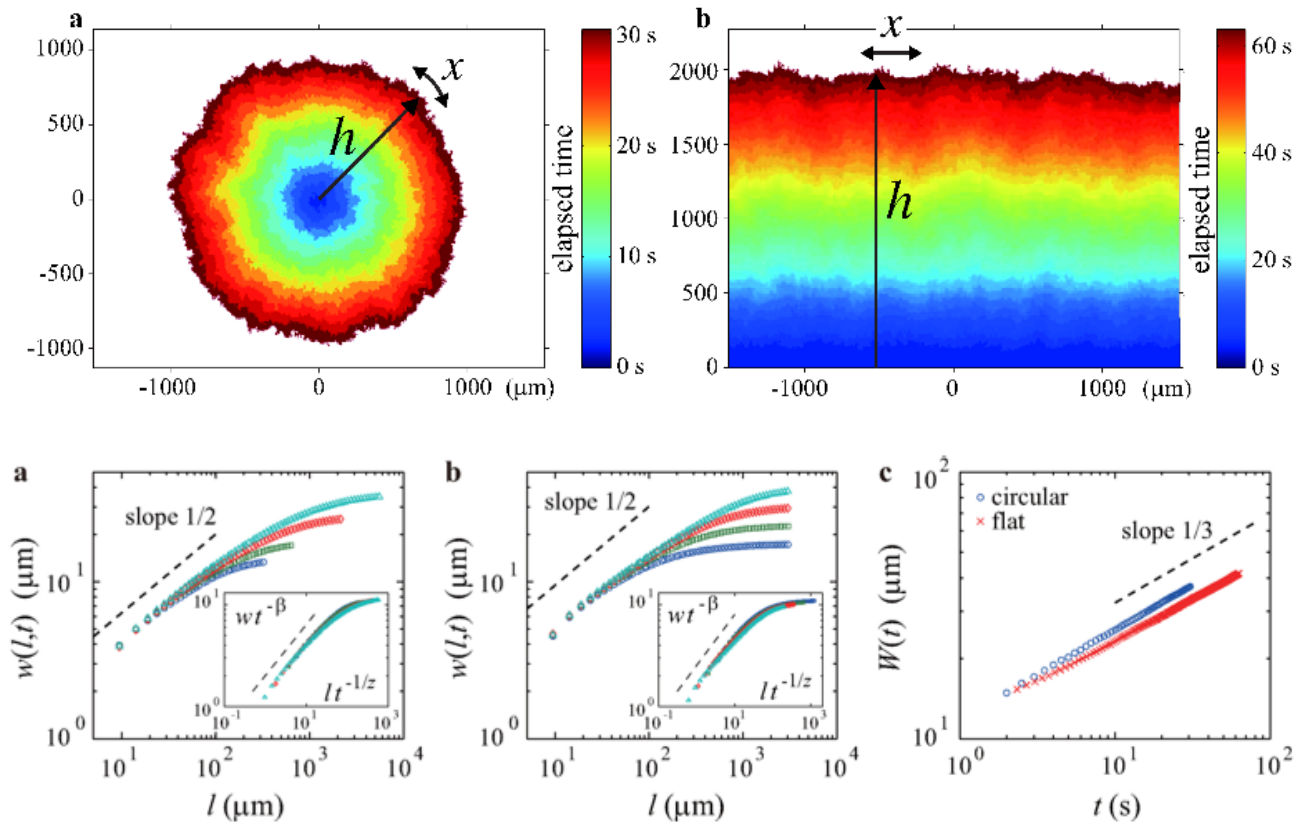 a
1000
500
0
-500
-1000
-1000
0
1000
(μm)
h
x
30 s
20 s
10 s
0 s
elapsed time
b
2000
1500
1000
500
0
-1000
0
1000
(μm)
h
x
60 s
40 s
20 s
0 s
elapsed time
a
slope 1/2
w(l,t) (μm)
10¹
10⁰
10¹ 10² 10³ 10⁴
l (μm)
wt^-β
lt^-1/z
10¹
10⁰
10⁻¹ 10¹ 10³
b
slope 1/2
w(l,t) (μm)
10¹
10⁰
10¹ 10² 10³ 10⁴
l (μm)
wt^-β
lt^-1/z
10¹
10⁰
10⁻¹ 10¹ 10³
c
circular
flat
slope 1/3
W(t) (μm)
10²
10¹
10⁰ 10¹ 10²
t (s)